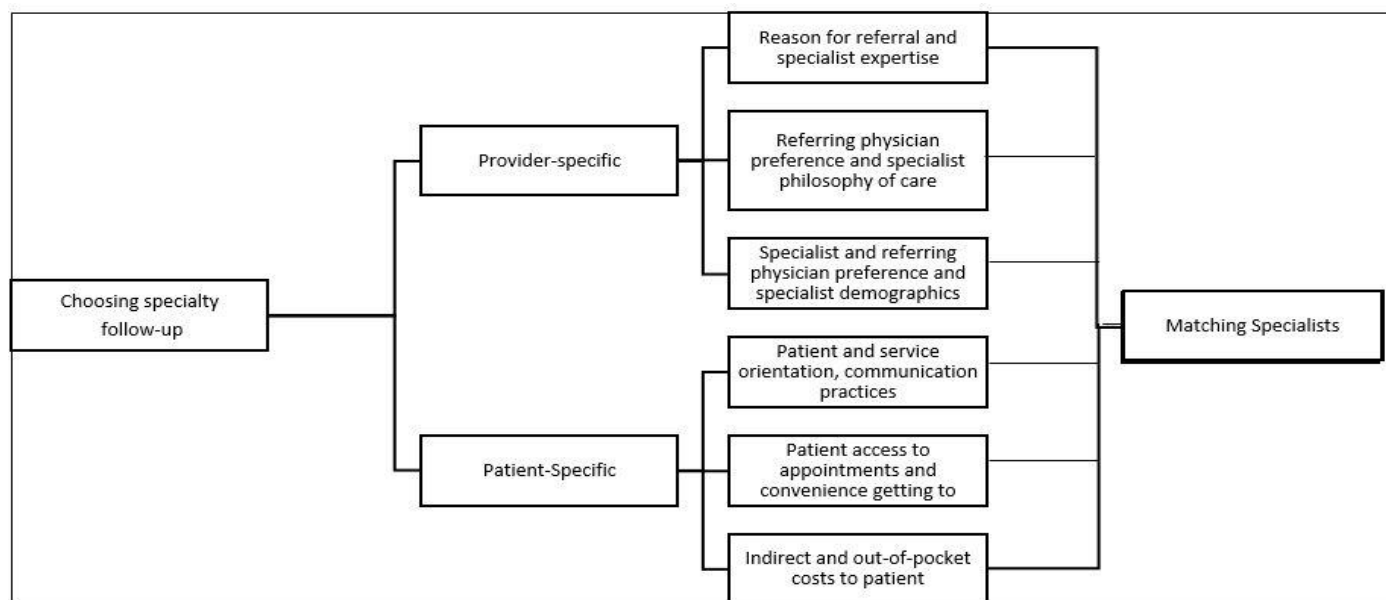 Reason for referral and
specialist expertise
Referring physician
preference and specialist
philosophy of care
Provider-specific
Specialist and referring
physician preference and
specialist demographics
Choosing specialty
follow-up
Matching Specialists
Patient and service
orientation, communication
practices
Patient-Specific
Patient access to
appointments and
convenience getting to
Indirect and out-of-pocket
costs to patient